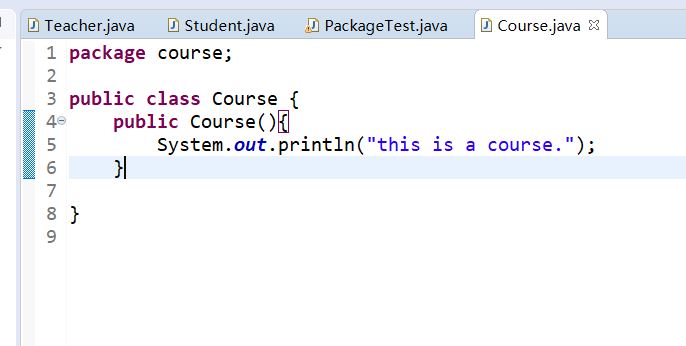 Teacher.java Student.java PackageTest.java Course.java
1 package course;
2
3 public class Course {
4 public Course(){
5 System.out.println("this is a course.");
6 }
7
8 }
9